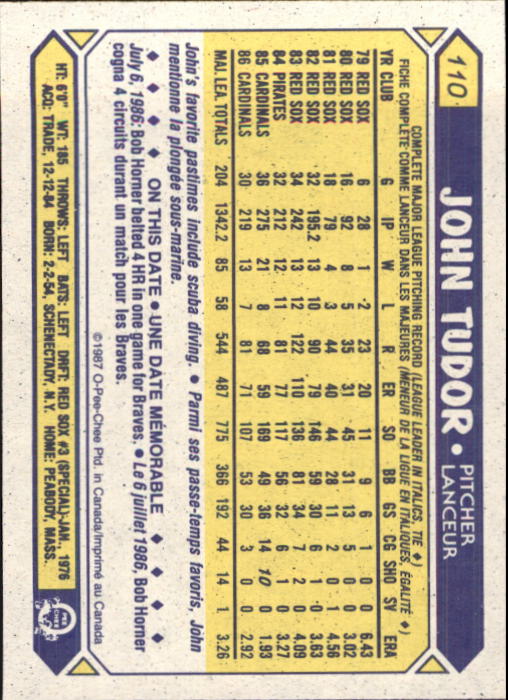 110
JOHN TUDOR • PITCHER LANCEUR
COMPLETE MAJOR LEAGUE PITCHING RECORD (LEAGUE LEADER IN ITALICS, TIE ♦)
FICHE COMPLÈTE COMME LANCEUR DANS LES MAJEURES (MENEUR DE LA LIGUE EN ITALIQUES, ÉGALITÉ ♦)
YR CLUB G IP W L R ER SO BB GS CG SHO SV ERA
79 RED SOX 6 28 1 2 23 20 11 9 6 1 0 0 6.43
80 RED SOX 16 92 8 5 35 31 45 31 13 5 0 0 3.02
81 RED SOX 18 79 4 3 44 40 44 28 11 2 0 1 4.56
82 RED SOX 32 195.2 13 10 90 79 146 59 30 6 1 0 3.63
83 RED SOX 34 242 13 12 122 110 136 81 34 7 2 0 4.09
84 PIRATES 32 212 12 11 81 77 117 56 32 6 1 0 3.27
85 CARDINALS 36 275 21 8 68 59 169 49 36 14 10 0 1.93
86 CARDINALS 30 219 13 7 81 71 107 53 30 3 0 0 2.92
MAJ. LEA. TOTALS 204 1342.2 85 58 544 487 775 366 192 44 14 1 3.26
John's favorite pastimes include scuba diving. • Parmi ses passe-temps favoris, John
mentionne la plongée sous-marine.
♦ ♦ ♦ ♦ ON THIS DATE • UNE DATE MÉMORABLE ♦ ♦ ♦ ♦
July 6, 1986: Bob Horner belted 4 HR in one game for Braves. • Le 6 juillet 1986, Bob Horner
cogna 4 circuits durant un match pour les Braves.
©1987 O-Pee-Chee Ptd. in Canada/Imprimé au Canada
HT: 6'0" WT: 185 THROWS: LEFT BATS: LEFT DRFT: RED SOX #3 (SPECIAL)-JAN., 1976
ACQ: TRADE, 12-12-84 BORN: 2-2-54, SCHENECTADY, N.Y. HOME: PEABODY, MASS.
O PEE CHEE